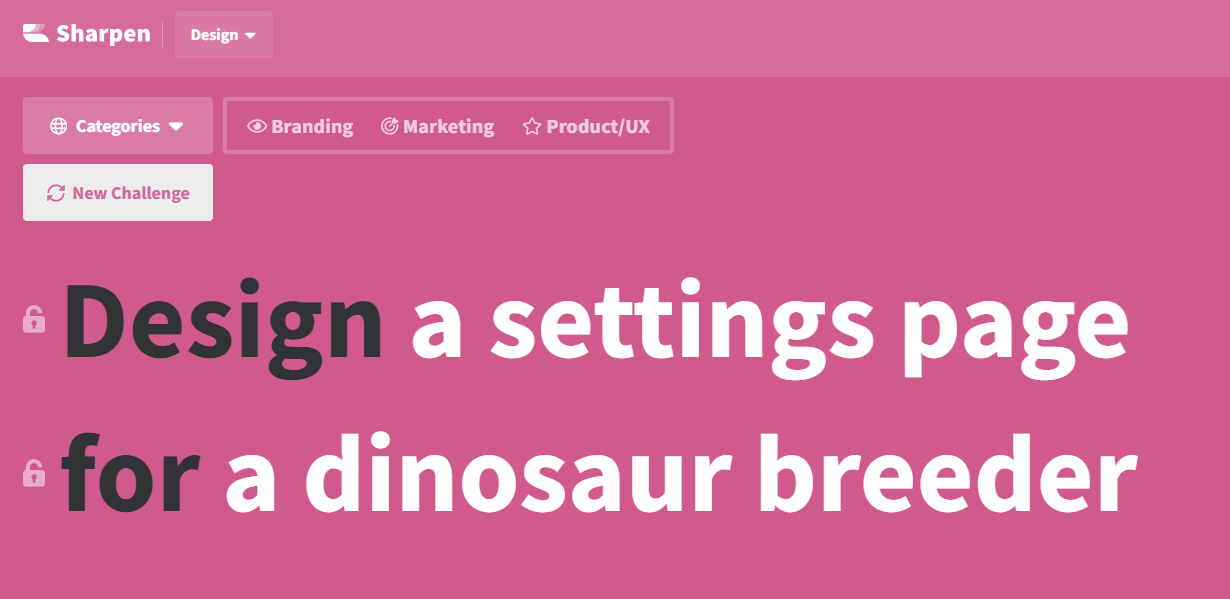 Sharpen
Design
Categories
Branding Marketing Product/UX
New Challenge
Design a settings page
for a dinosaur breeder